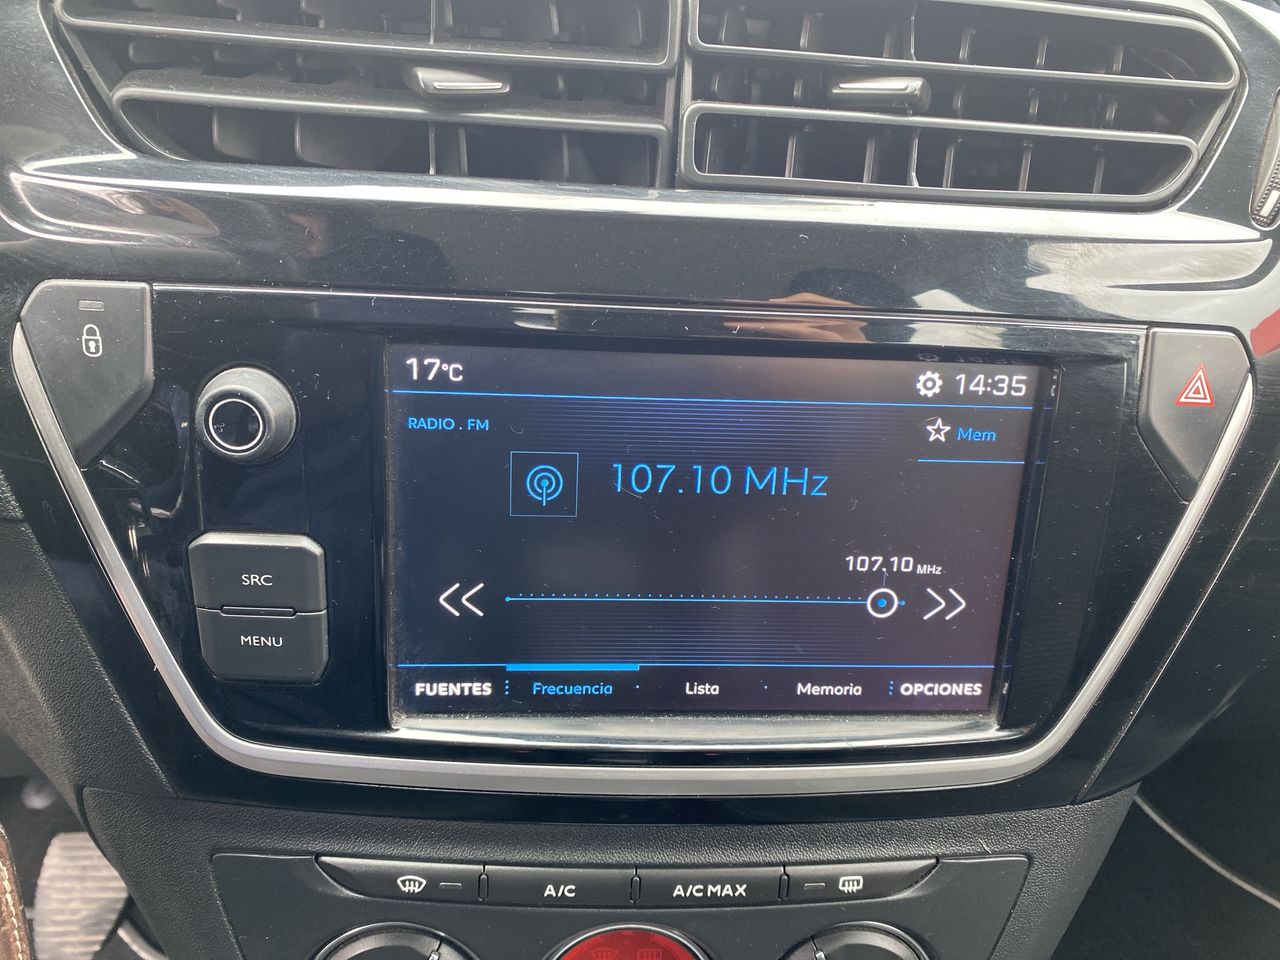 17°C
14:35
RADIO . FM
Mem
107.10 MHz
107.10 MHz
SRC
MENU
FUENTES
Frecuencia
Lista
Memoria
OPCIONES
A/C
A/C MAX